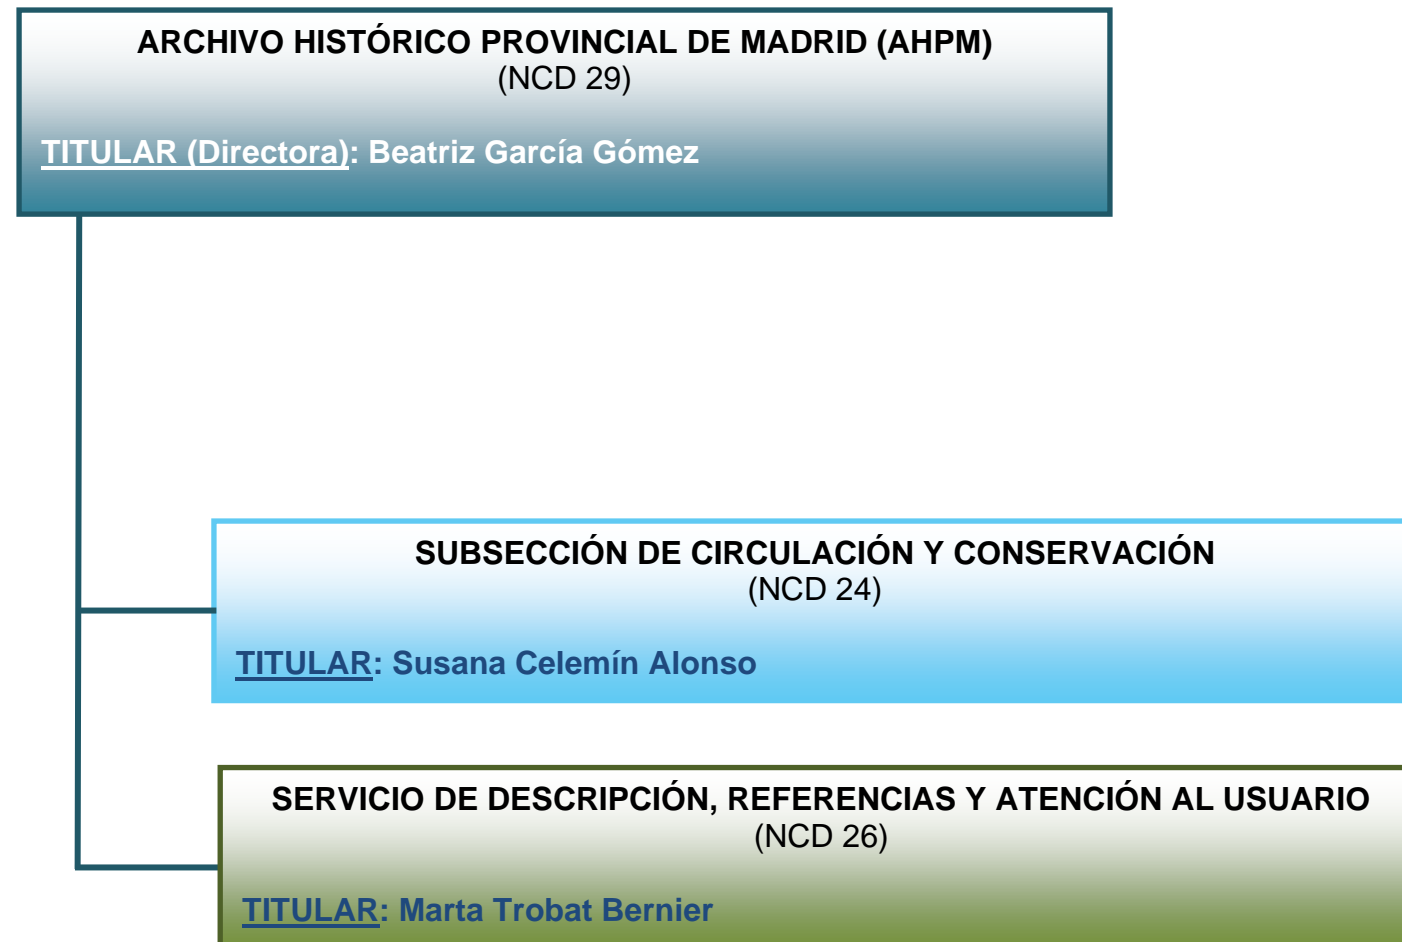 ARCHIVO HISTÓRICO PROVINCIAL DE MADRID (AHPM)
(NCD 29)
TITULAR (Directora): Beatriz García Gómez
SUBSECCIÓN DE CIRCULACIÓN Y CONSERVACIÓN
(NCD 24)
TITULAR: Susana Celemín Alonso
SERVICIO DE DESCRIPCIÓN, REFERENCIAS Y ATENCIÓN AL USUARIO
(NCD 26)
TITULAR: Marta Trobat Bernier